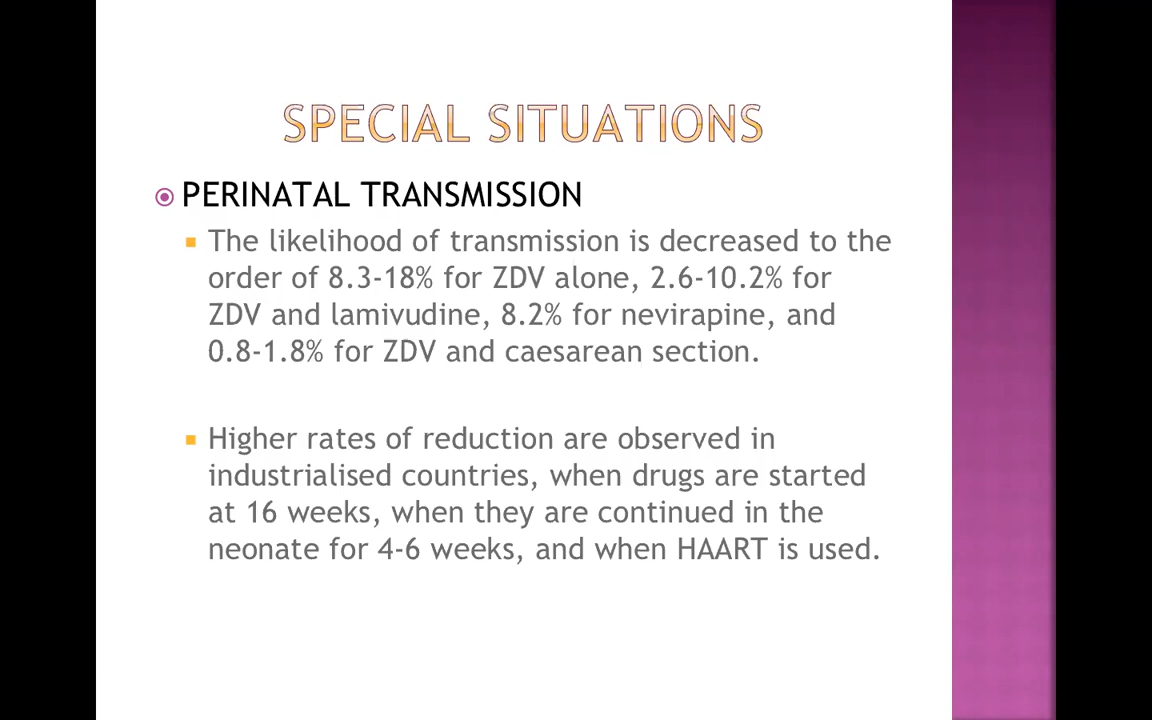 SPECIAL SITUATIONS
PERINATAL TRANSMISSION
The likelihood of transmission is decreased to the
order of 8.3-18% for ZDV alone, 2.6-10.2% for
ZDV and lamivudine, 8.2% for nevirapine, and
0.8-1.8% for ZDV and caesarean section.
Higher rates of reduction are observed in
industrialised countries, when drugs are started
at 16 weeks, when they are continued in the
neonate for 4-6 weeks, and when HAART is used.